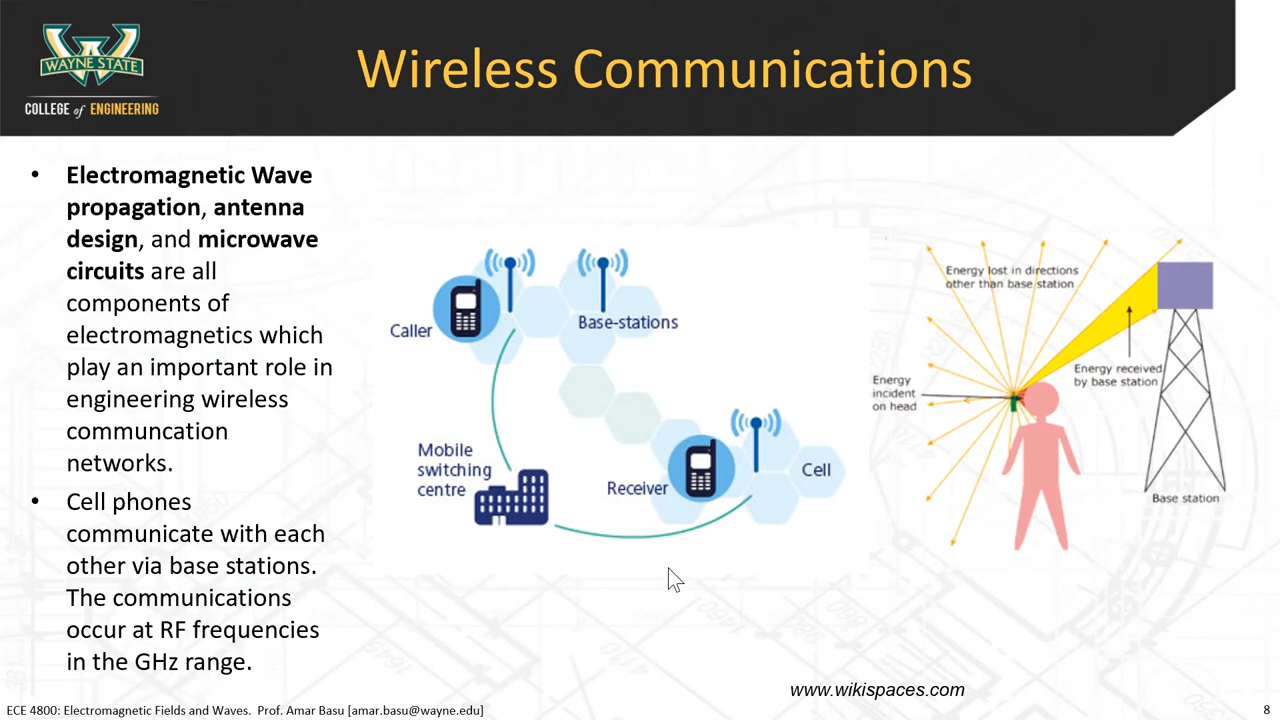 WAYNE STATE
COLLEGE of ENGINEERING
Wireless Communications
• Electromagnetic Wave
propagation, antenna
design, and microwave
circuits are all
components of
electromagnetics which
play an important role in
engineering wireless
communcation
networks.
• Cell phones
communicate with each
other via base stations.
The communications
occur at RF frequencies
in the GHz range.
Caller
Base-stations
Mobile
switching
centre
Receiver
Cell
Energy lost in directions
other than base station
Energy received
by base station
Energy
incident
on head
Base station
www.wikispaces.com
ECE 4800: Electromagnetic Fields and Waves. Prof. Amar Basu [amar.basu@wayne.edu]
8